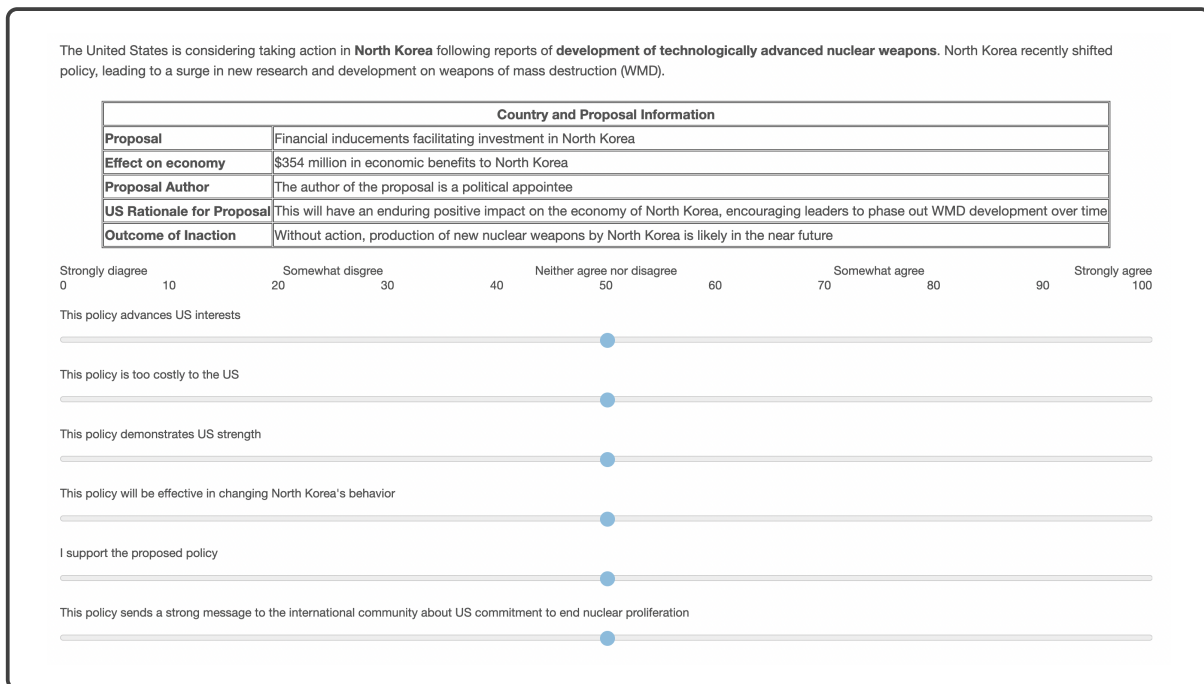 The United States is considering taking action in North Korea following reports of development of technologically advanced nuclear weapons. North Korea recently shifted
policy, leading to a surge in new research and development on weapons of mass destruction (WMD).
Country and Proposal Information
Proposal Financial inducements facilitating investment in North Korea
Effect on economy $354 million in economic benefits to North Korea
Proposal Author The author of the proposal is a political appointee
US Rationale for Proposal This will have an enduring positive impact on the economy of North Korea, encouraging leaders to phase out WMD development over time
Outcome of Inaction Without action, production of new nuclear weapons by North Korea is likely in the near future
Strongly diagree Somewhat disgree Neither agree nor disagree Somewhat agree Strongly agree
0 10 20 30 40 50 60 70 80 90 100
This policy advances US interests
This policy is too costly to the US
This policy demonstrates US strength
This policy will be effective in changing North Korea's behavior
I support the proposed policy
This policy sends a strong message to the international community about US commitment to end nuclear proliferation